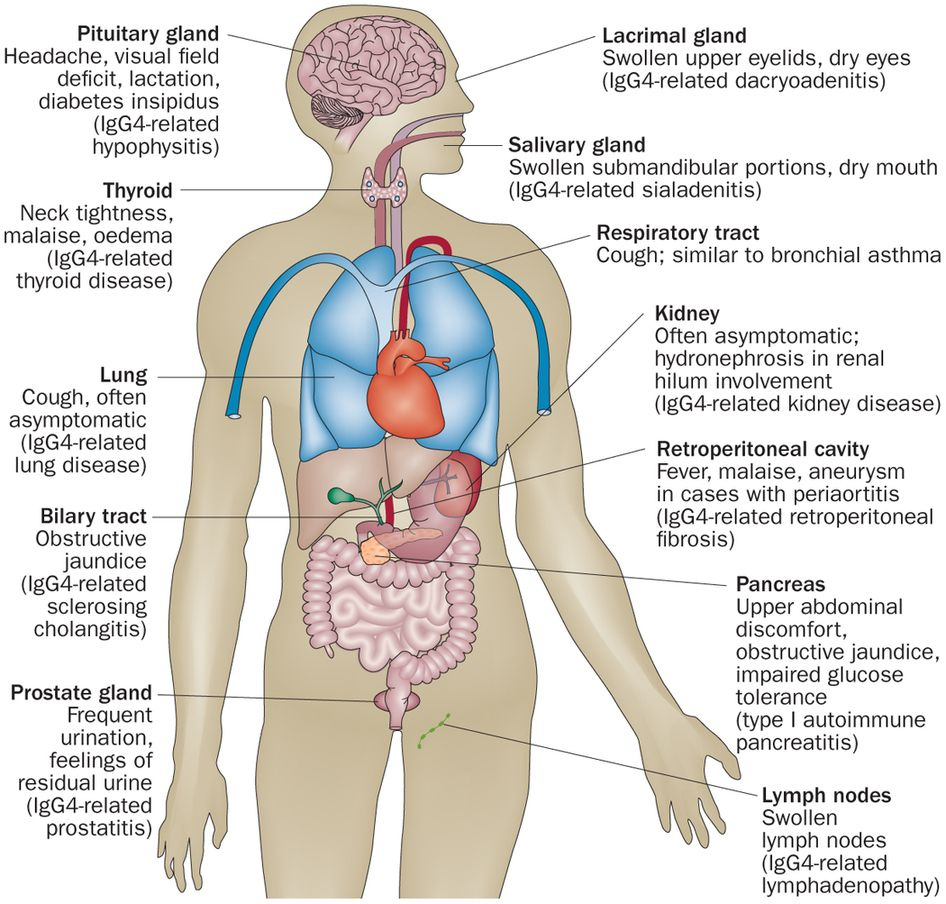 Pituitary gland
Headache, visual field
deficit, lactation,
diabetes insipidus
(IgG4-related
hypophysitis)
Thyroid
Neck tightness,
malaise, oedema
(IgG4-related
thyroid disease)
Lung
Cough, often
asymptomatic
(IgG4-related
lung disease)
Bilary tract
Obstructive
jaundice
(IgG4-related
sclerosing
cholangitis)
Prostate gland
Frequent
urination,
feelings of
residual urine
(IgG4-related
prostatitis)
Lacrimal gland
Swollen upper eyelids, dry eyes
(IgG4-related dacryoadenitis)
Salivary gland
Swollen submandibular portions, dry mouth
(IgG4-related sialadenitis)
Respiratory tract
Cough; similar to bronchial asthma
Kidney
Often asymptomatic;
hydronephrosis in renal
hilum involvement
(IgG4-related kidney disease)
Retroperitoneal cavity
Fever, malaise, aneurysm
in cases with periaortitis
(IgG4-related retroperitoneal
fibrosis)
Pancreas
Upper abdominal
discomfort,
obstructive jaundice,
impaired glucose
tolerance
(type I autoimmune
pancreatitis)
Lymph nodes
Swollen
lymph nodes
(IgG4-related
lymphadenopathy)